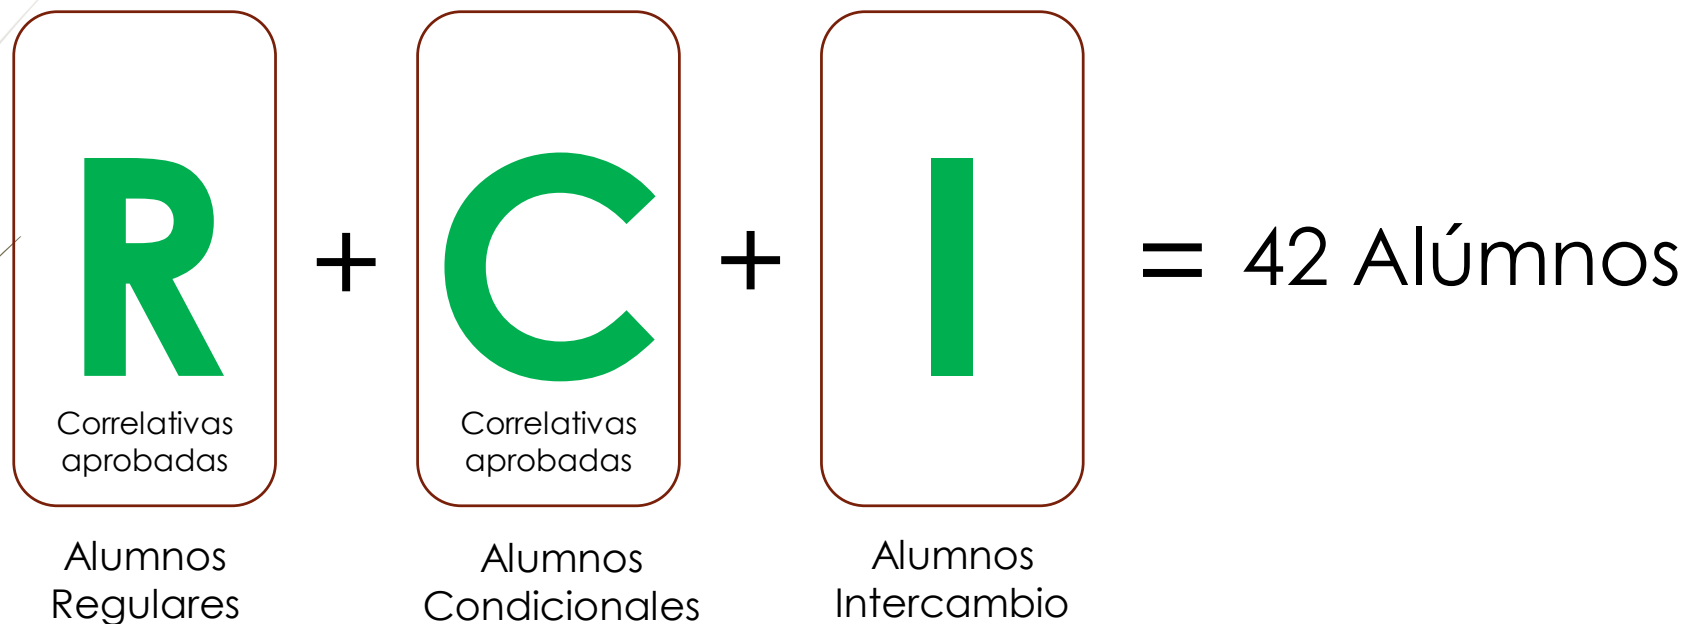 R + C + I = 42 Alúmnos
Correlativas
aprobadas
Correlativas
aprobadas
Alumnos
Regulares
Alumnos
Condicionales
Alumnos
Intercambio